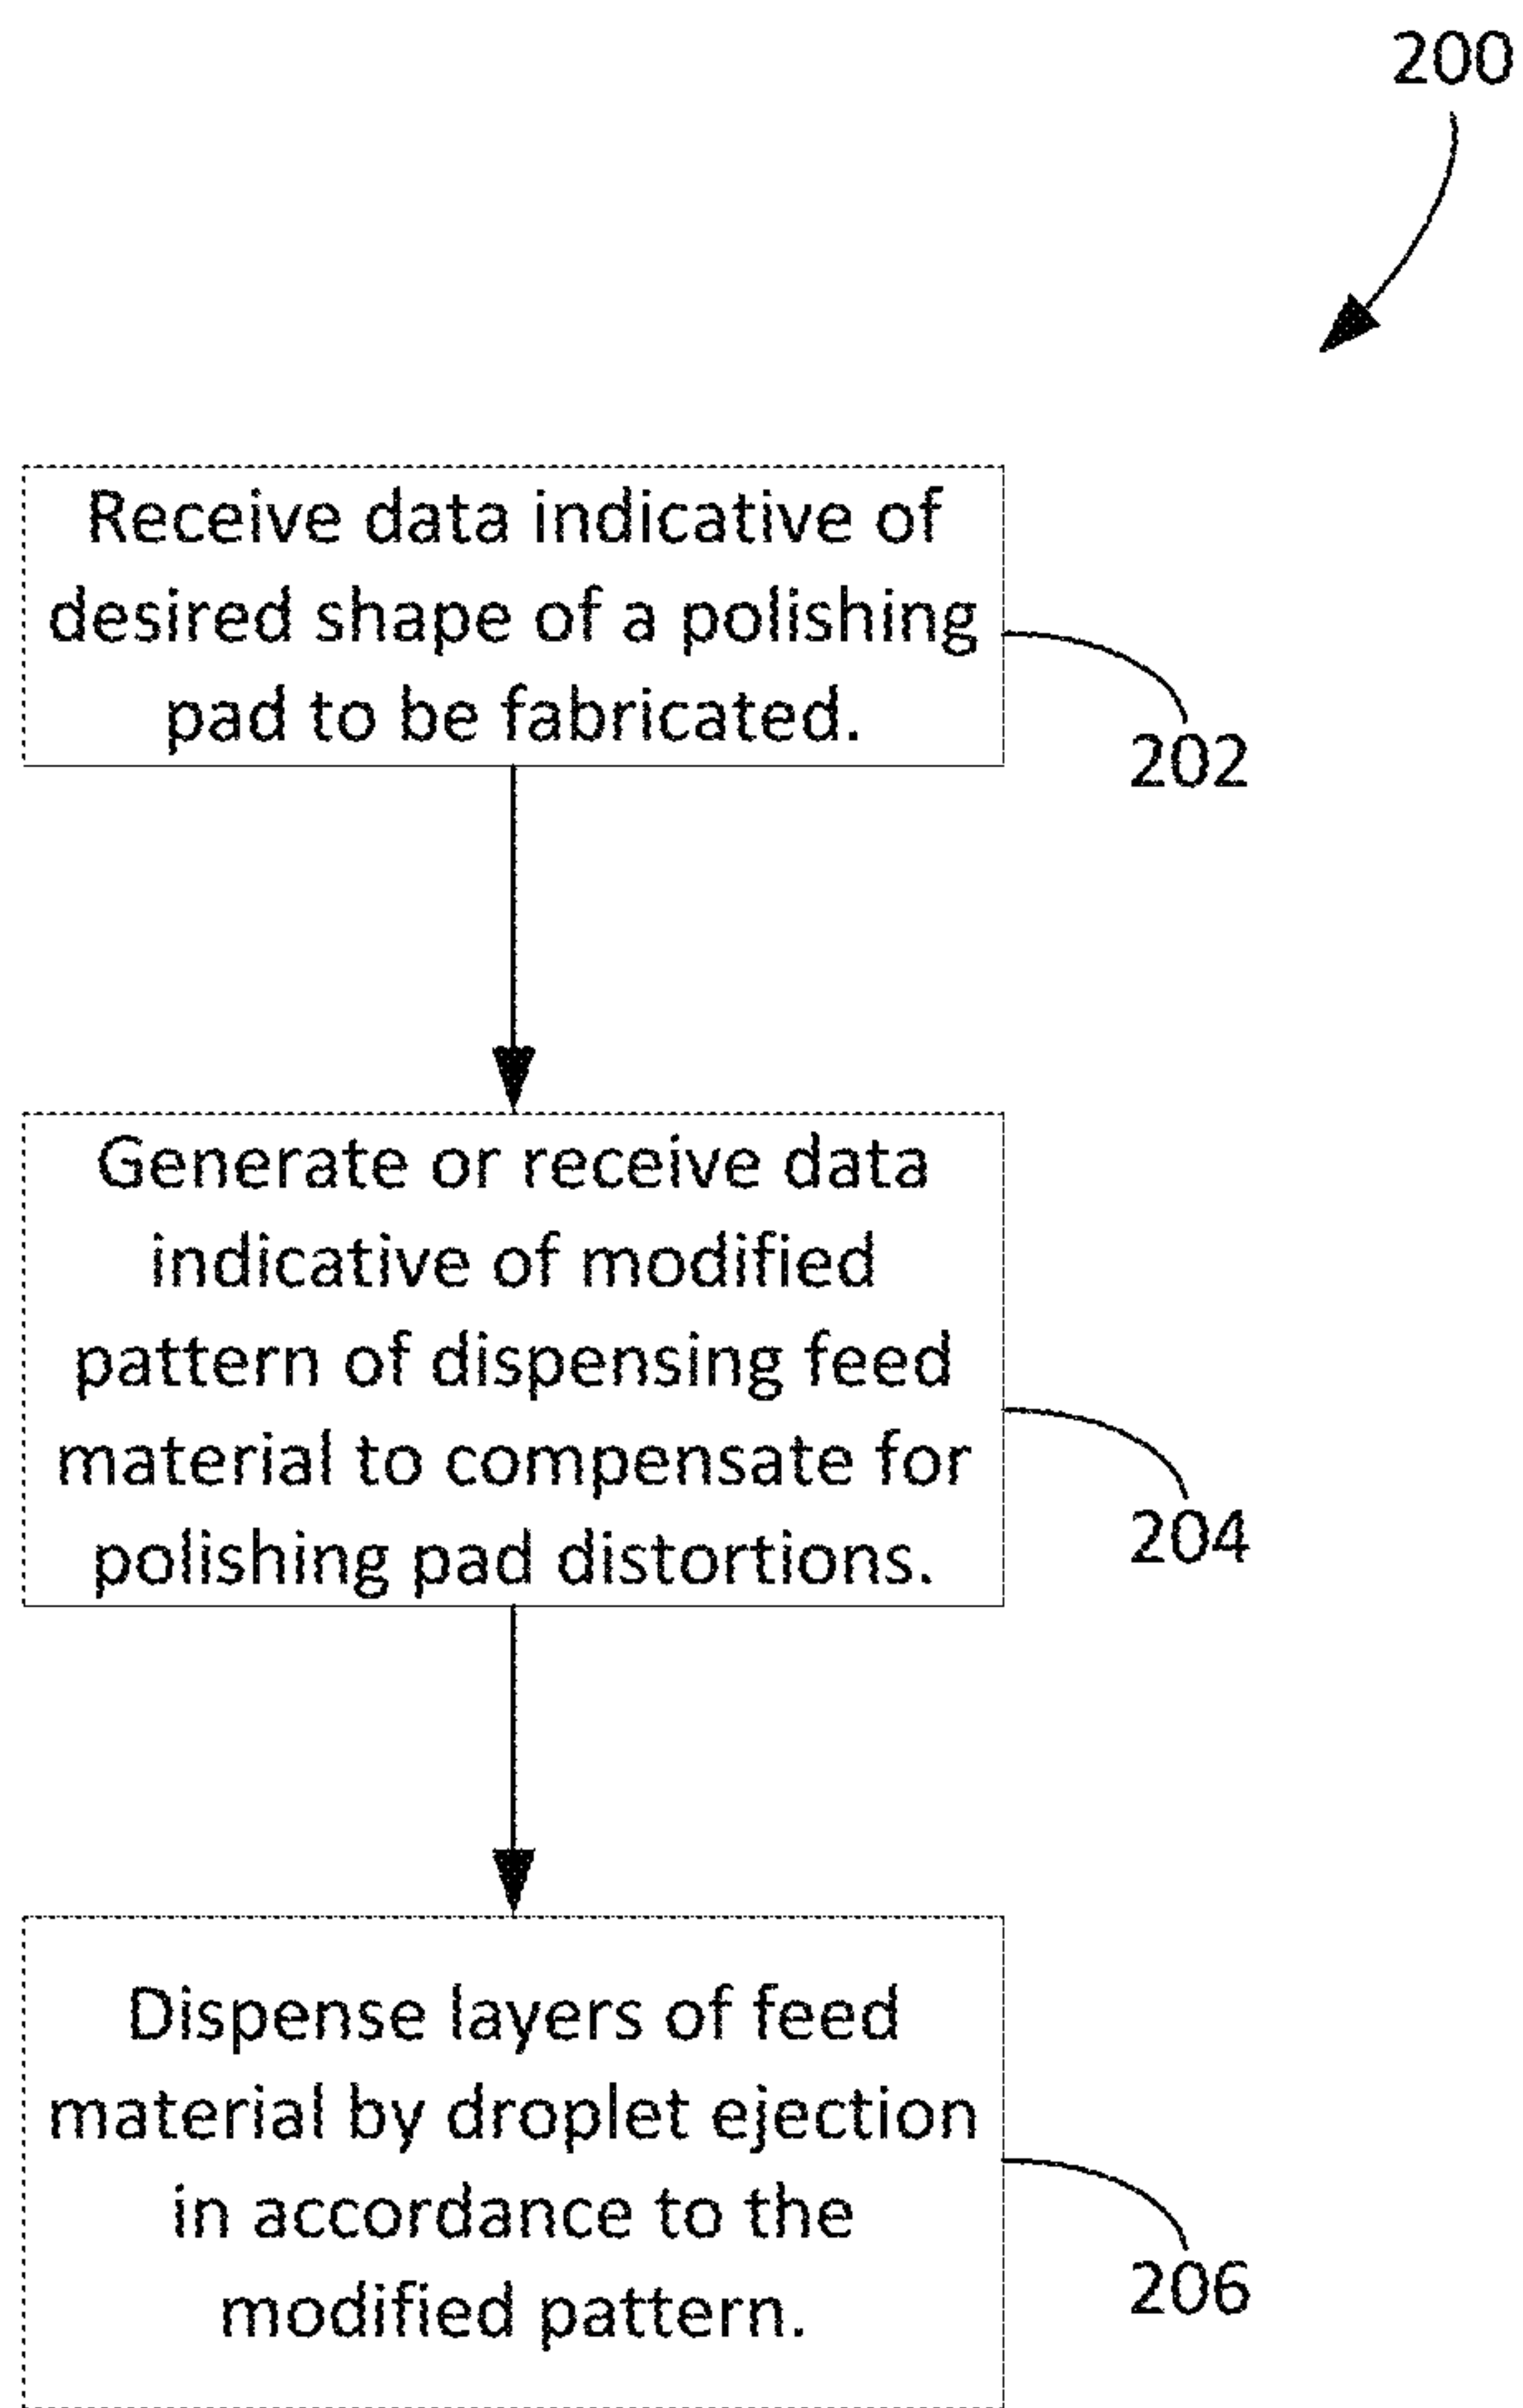 200
Receive data indicative of
desired shape of a polishing
pad to be fabricated.
202
Generate or receive data
indicative of modified
pattern of dispensing feed
material to compensate for
polishing pad distortions.
204
Dispense layers of feed
material by droplet ejection
in accordance to the
modified pattern.
206